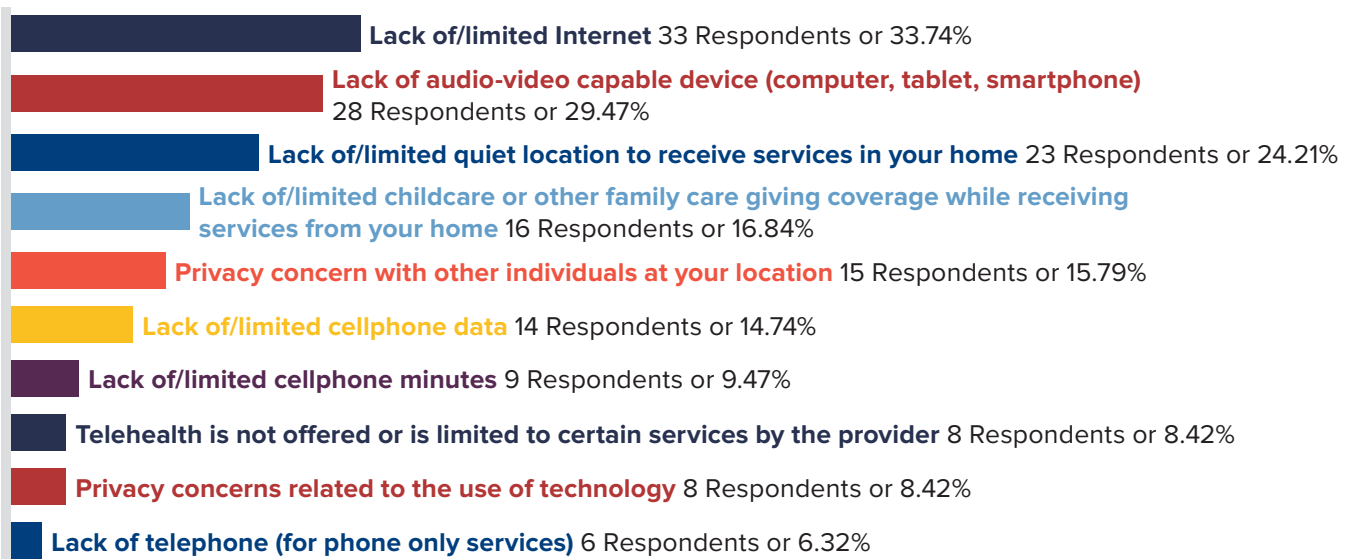 Lack of/limited Internet 33 Respondents or 33.74%
Lack of audio-video capable device (computer, tablet, smartphone)
28 Respondents or 29.47%
Lack of/limited quiet location to receive services in your home 23 Respondents or 24.21%
Lack of/limited childcare or other family care giving coverage while receiving
services from your home 16 Respondents or 16.84%
Privacy concern with other individuals at your location 15 Respondents or 15.79%
Lack of/limited cellphone data 14 Respondents or 14.74%
Lack of/limited cellphone minutes 9 Respondents or 9.47%
Telehealth is not offered or is limited to certain services by the provider 8 Respondents or 8.42%
Privacy concerns related to the use of technology 8 Respondents or 8.42%
Lack of telephone (for phone only services) 6 Respondents or 6.32%